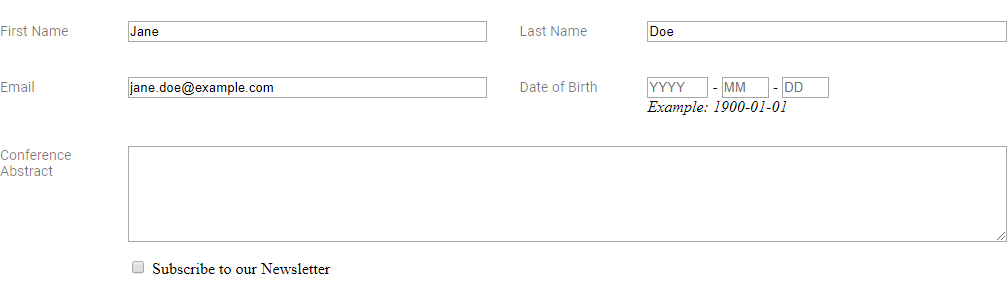 First Name Jane Last Name Doe
Email jane.doe@example.com Date of Birth YYYY - MM - DD
Example: 1900-01-01
Conference
Abstract
Subscribe to our Newsletter